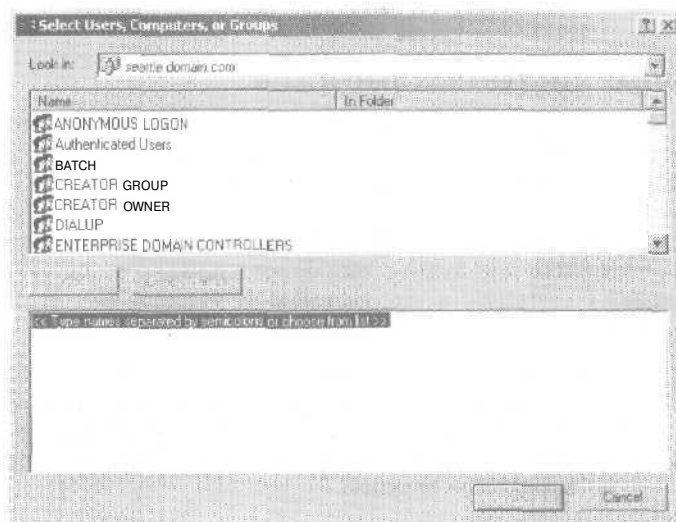 Select Users, Computers, or Groups
Look in: seattle.domain.com
Name In Folder
ANONYMOUS LOGON
Authenticated Users
BATCH
CREATOR GROUP
CREATOR OWNER
DIALUP
ENTERPRISE DOMAIN CONTROLLERS
<< Type names separated by semicolons or choose from list >>
Cancel